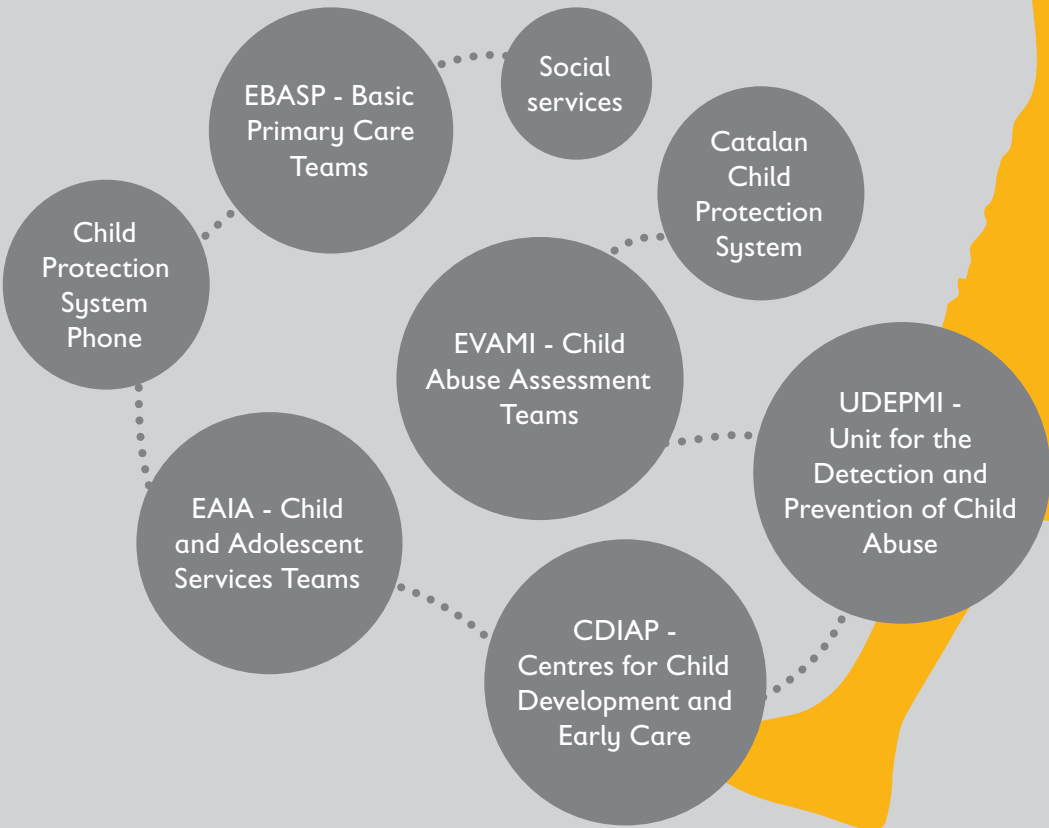 Social
services
EBASP - Basic
Primary Care
Teams
Catalan
Child
Protection
System
Child
Protection
System
Phone
EVAMI - Child
Abuse Assessment
Teams
UDEPMI -
Unit for the
Detection and
Prevention of Child
Abuse
EAIA - Child
and Adolescent
Services Teams
CDIAP -
Centres for Child
Development and
Early Care